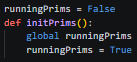 runningPrims = False
def initPrims():
    global runningPrims
    runningPrims = True